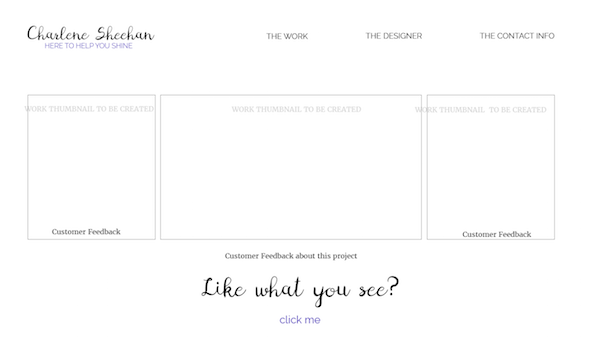 Charlene Sheehan
HERE TO HELP YOU SHINE
THE WORK
THE DESIGNER
THE CONTACT INFO
WORK THUMBNAIL TO BE CREATED
WORK THUMBNAIL TO BE CREATED
WORK THUMBNAIL TO BE CREATED
Customer Feedback
Customer Feedback
Customer Feedback about this project
Like what you see?
click me